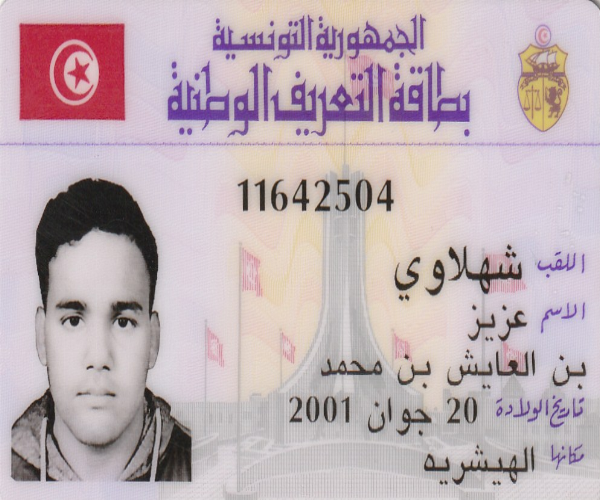 الجمهورية التونسية
بطاقة التعريف الوطنية
11642504
اللقب شهلاوي
الاسم عزيز
بن العايش بن محمد
تاريخ الولادة 20 جوان 2001
مكانها الهيشريه